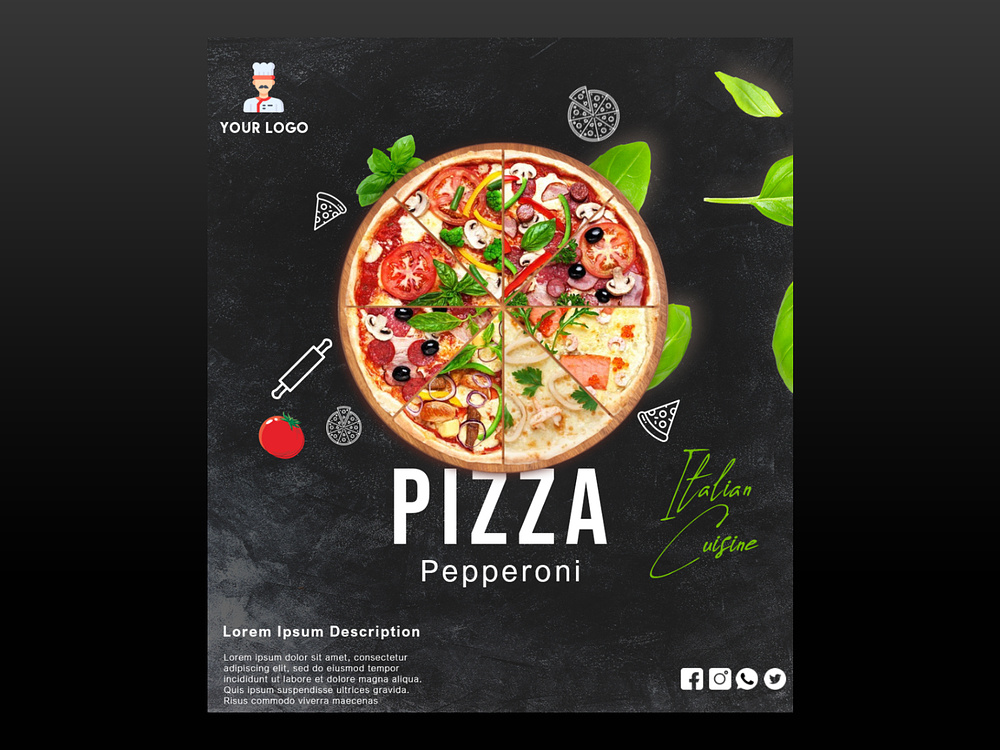 YOUR LOGO
PIZZA
Pepperoni
Italian
Cuisine
Lorem Ipsum Description
Lorem ipsum dolor sit amet, consectetur
adipiscing elit, sed do eiusmod tempor
incididunt ut labore et dolore magna aliqua.
Quis ipsum suspendisse ultrices gravida.
Risus commodo viverra maecenas